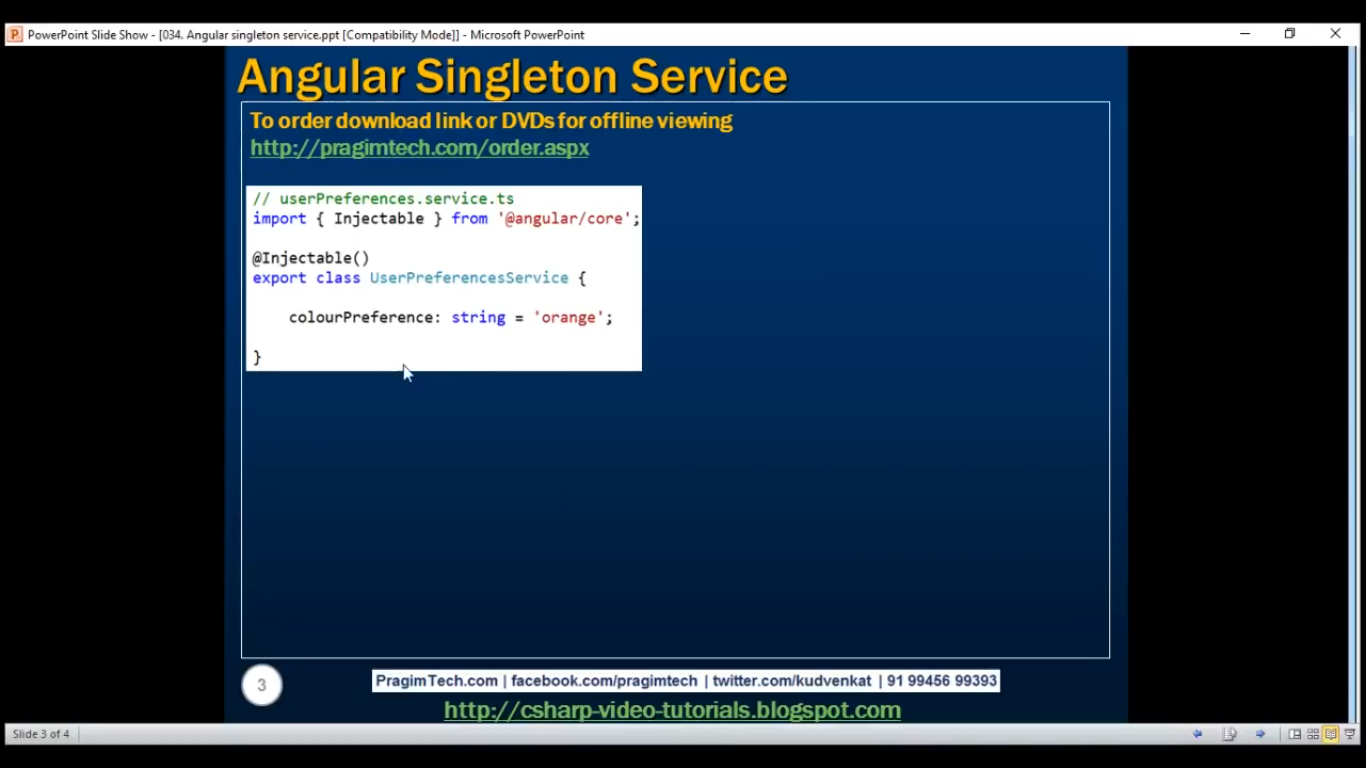 PowerPoint Slide Show - [034. Angular singleton service.ppt [Compatibility Mode]] - Microsoft PowerPoint
Angular Singleton Service
To order download link or DVDs for offline viewing
http://pragimtech.com/order.aspx
// userPreferences.service.ts
import { Injectable } from '@angular/core';
@Injectable()
export class UserPreferencesService {
colourPreference: string = 'orange';
}
3
PragimTech.com | facebook.com/pragimtech | twitter.com/kudvenkat | 91 99456 99393
http://csharp-video-tutorials.blogspot.com
Slide 3 of 4